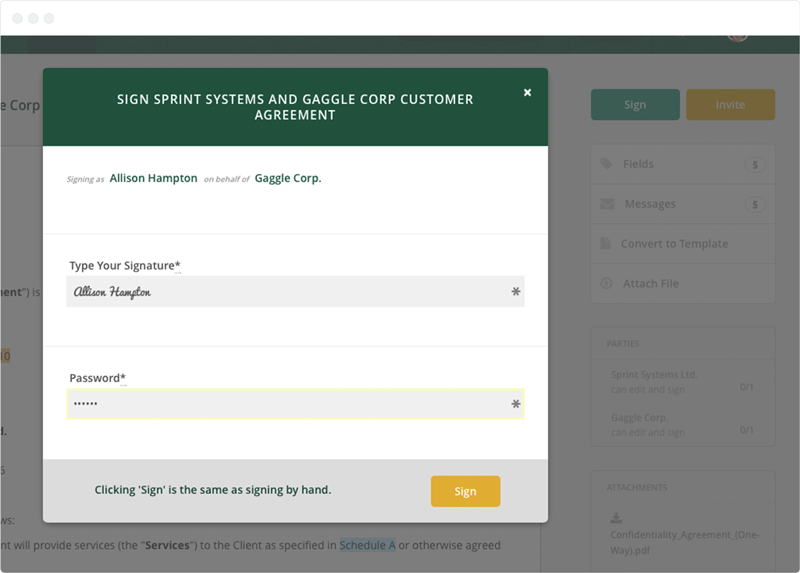 SIGN SPRINT SYSTEMS AND GAGGLE CORP CUSTOMER
AGREEMENT
Signing as Allison Hampton on behalf of Gaggle Corp.
Type Your Signature*
Allison Hampton
Password*
Clicking 'Sign' is the same as signing by hand.
Sign
le Corp
ment") is
10
d.
ws:
nt will provide services (the "Services") to the Client as specified in Schedule A or otherwise agreed
Sign
Invite
Fields 5
Messages 5
Convert to Template
Attach File
PARTIES
Sprint Systems Ltd.
can edit and sign 0/1
Gaggle Corp.
can edit and sign 0/1
ATTACHMENTS
Confidentiality_Agreement_(One-
Way).pdf